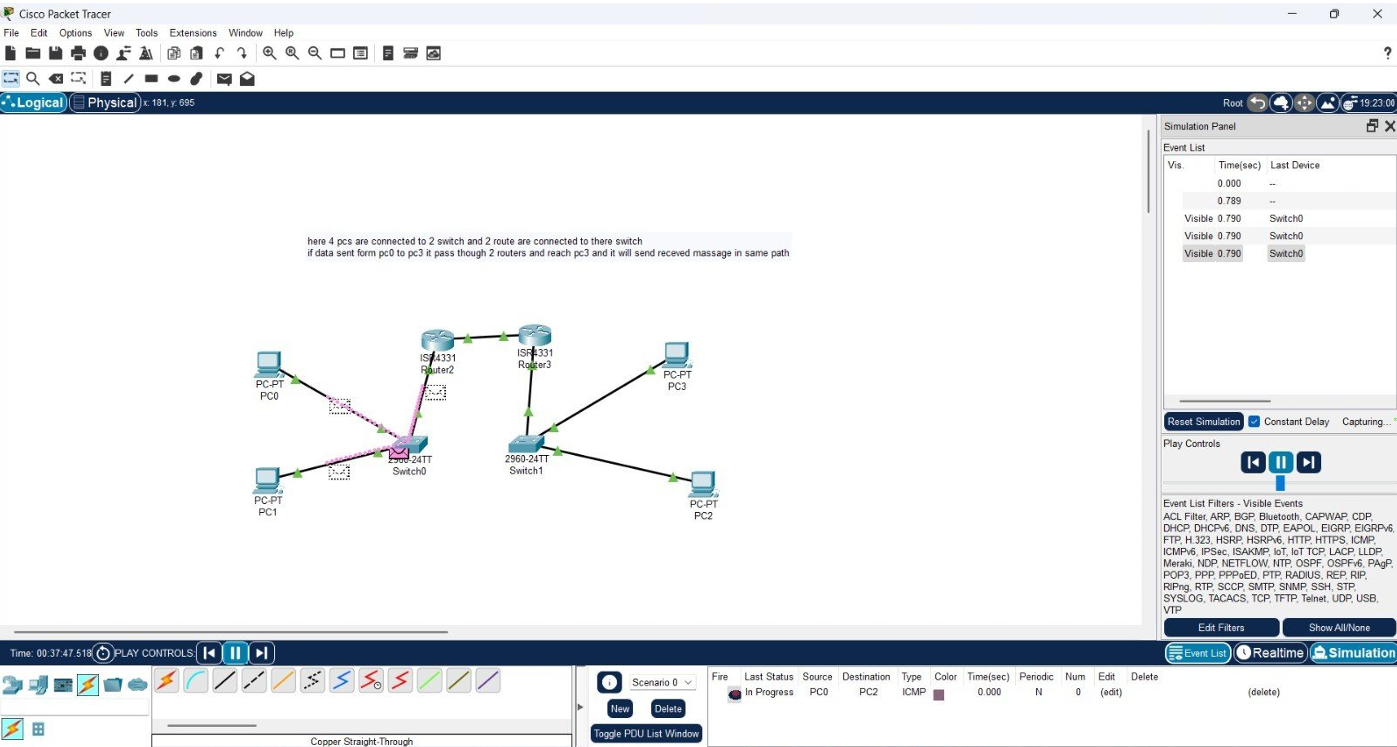 Cisco Packet Tracer
File Edit Options View Tools Extensions Window Help
?
Logical Physical x: 181, y: 695
Root 19:23:00
Simulation Panel
Event List
Vis. Time(sec) Last Device
0.000 --
0.789 --
Visible 0.790 Switch0
Visible 0.790 Switch0
Visible 0.790 Switch0
here 4 pcs are connected to 2 switch and 2 route are connected to there switch
if data sent form pc0 to pc3 it pass though 2 routers and reach pc3 and it will send receved massage in same path
ISR4331
Router2
ISR4331
Router3
PC-PT
PC0
PC-PT
PC3
2960-24TT
Switch0
2960-24TT
Switch1
PC-PT
PC1
PC-PT
PC2
Reset Simulation Constant Delay Capturing...
Play Controls
Event List Filters - Visible Events
ACL Filter, ARP, BGP, Bluetooth, CAPWAP, CDP,
DHCP, DHCPv6, DNS, DTP, EAPOL, EIGRP, EIGRPv6,
FTP, H.323, HSRP, HSRPv6, HTTP, HTTPS, ICMP,
ICMPv6, IPSec, ISAKMP, IoT, IoT TCP, LACP, LLDP,
Meraki, NDP, NETFLOW, NTP, OSPF, OSPFv6, PAgP,
POP3, PPP, PPPoED, PTP, RADIUS, REP, RIP,
RIPng, RTP, SCCP, SMTP, SNMP, SSH, STP,
SYSLOG, TACACS, TCP, TFTP, Telnet, UDP, USB,
VTP
Edit Filters Show All/None
Time: 00:37:47.518 PLAY CONTROLS:
Event List Realtime Simulation
Scenario 0
New Delete
Toggle PDU List Window
Fire Last Status Source Destination Type Color Time(sec) Periodic Num Edit Delete
In Progress PC0 PC2 ICMP 0.000 N 0 (edit) (delete)
Copper Straight-Through